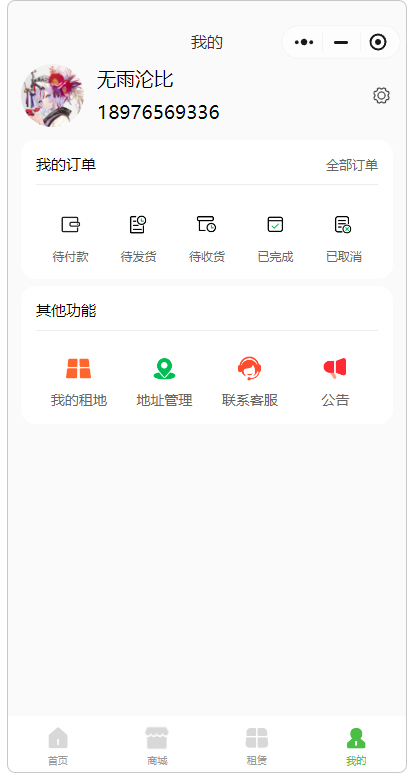 我的
无雨沦比
18976569336
我的订单 全部订单
待付款 待发货 待收货 已完成 已取消
其他功能
我的租地 地址管理 联系客服 公告
首页 商城 租赁 我的